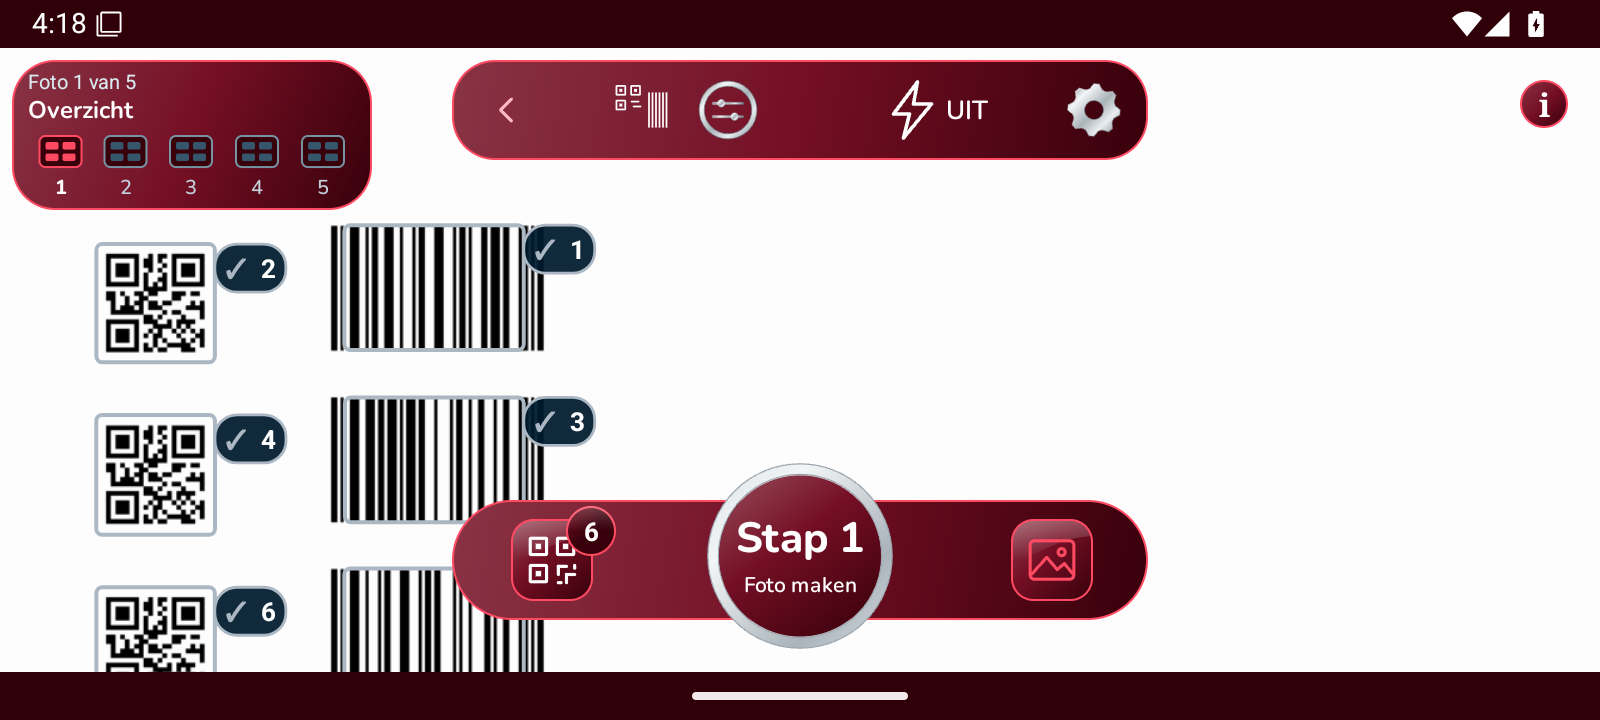 4:18
Foto 1 van 5
Overzicht
1 2 3 4 5
UIT
i
✓ 2
✓ 1
✓ 4
✓ 3
✓ 6
6
Stap 1
Foto maken